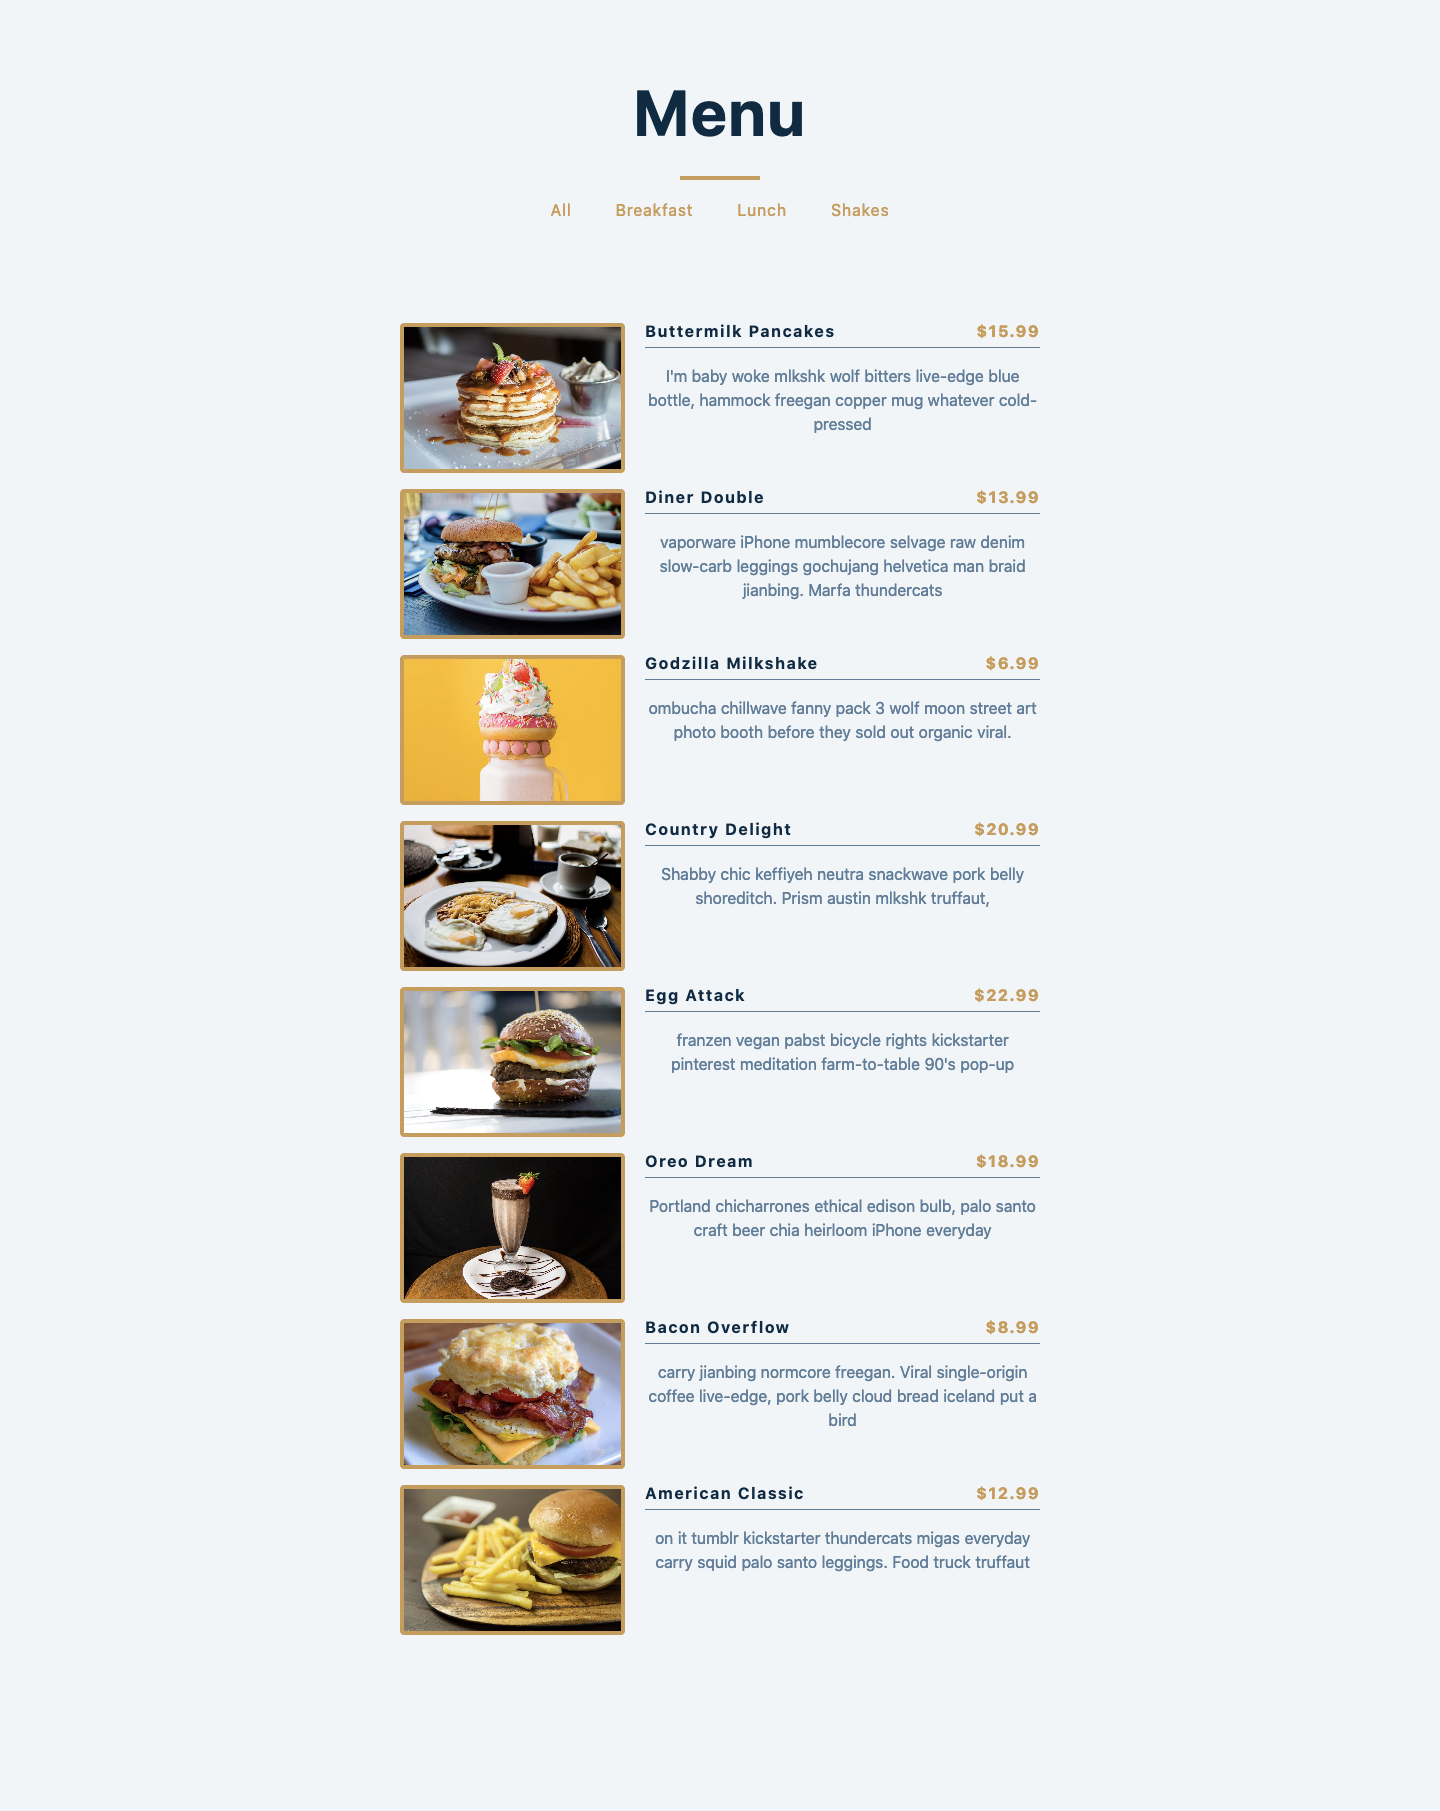 Menu
All Breakfast Lunch Shakes
Buttermilk Pancakes $15.99
I'm baby woke mlkshk wolf bitters live-edge blue
bottle, hammock freegan copper mug whatever cold-
pressed
Diner Double $13.99
vaporware iPhone mumblecore selvage raw denim
slow-carb leggings gochujang helvetica man braid
jianbing. Marfa thundercats
Godzilla Milkshake $6.99
ombucha chillwave fanny pack 3 wolf moon street art
photo booth before they sold out organic viral.
Country Delight $20.99
Shabby chic keffiyeh neutra snackwave pork belly
shoreditch. Prism austin mlkshk truffaut,
Egg Attack $22.99
franzen vegan pabst bicycle rights kickstarter
pinterest meditation farm-to-table 90's pop-up
Oreo Dream $18.99
Portland chicharrones ethical edison bulb, palo santo
craft beer chia heirloom iPhone everyday
Bacon Overflow $8.99
carry jianbing normcore freegan. Viral single-origin
coffee live-edge, pork belly cloud bread iceland put a
bird
American Classic $12.99
on it tumblr kickstarter thundercats migas everyday
carry squid palo santo leggings. Food truck truffaut